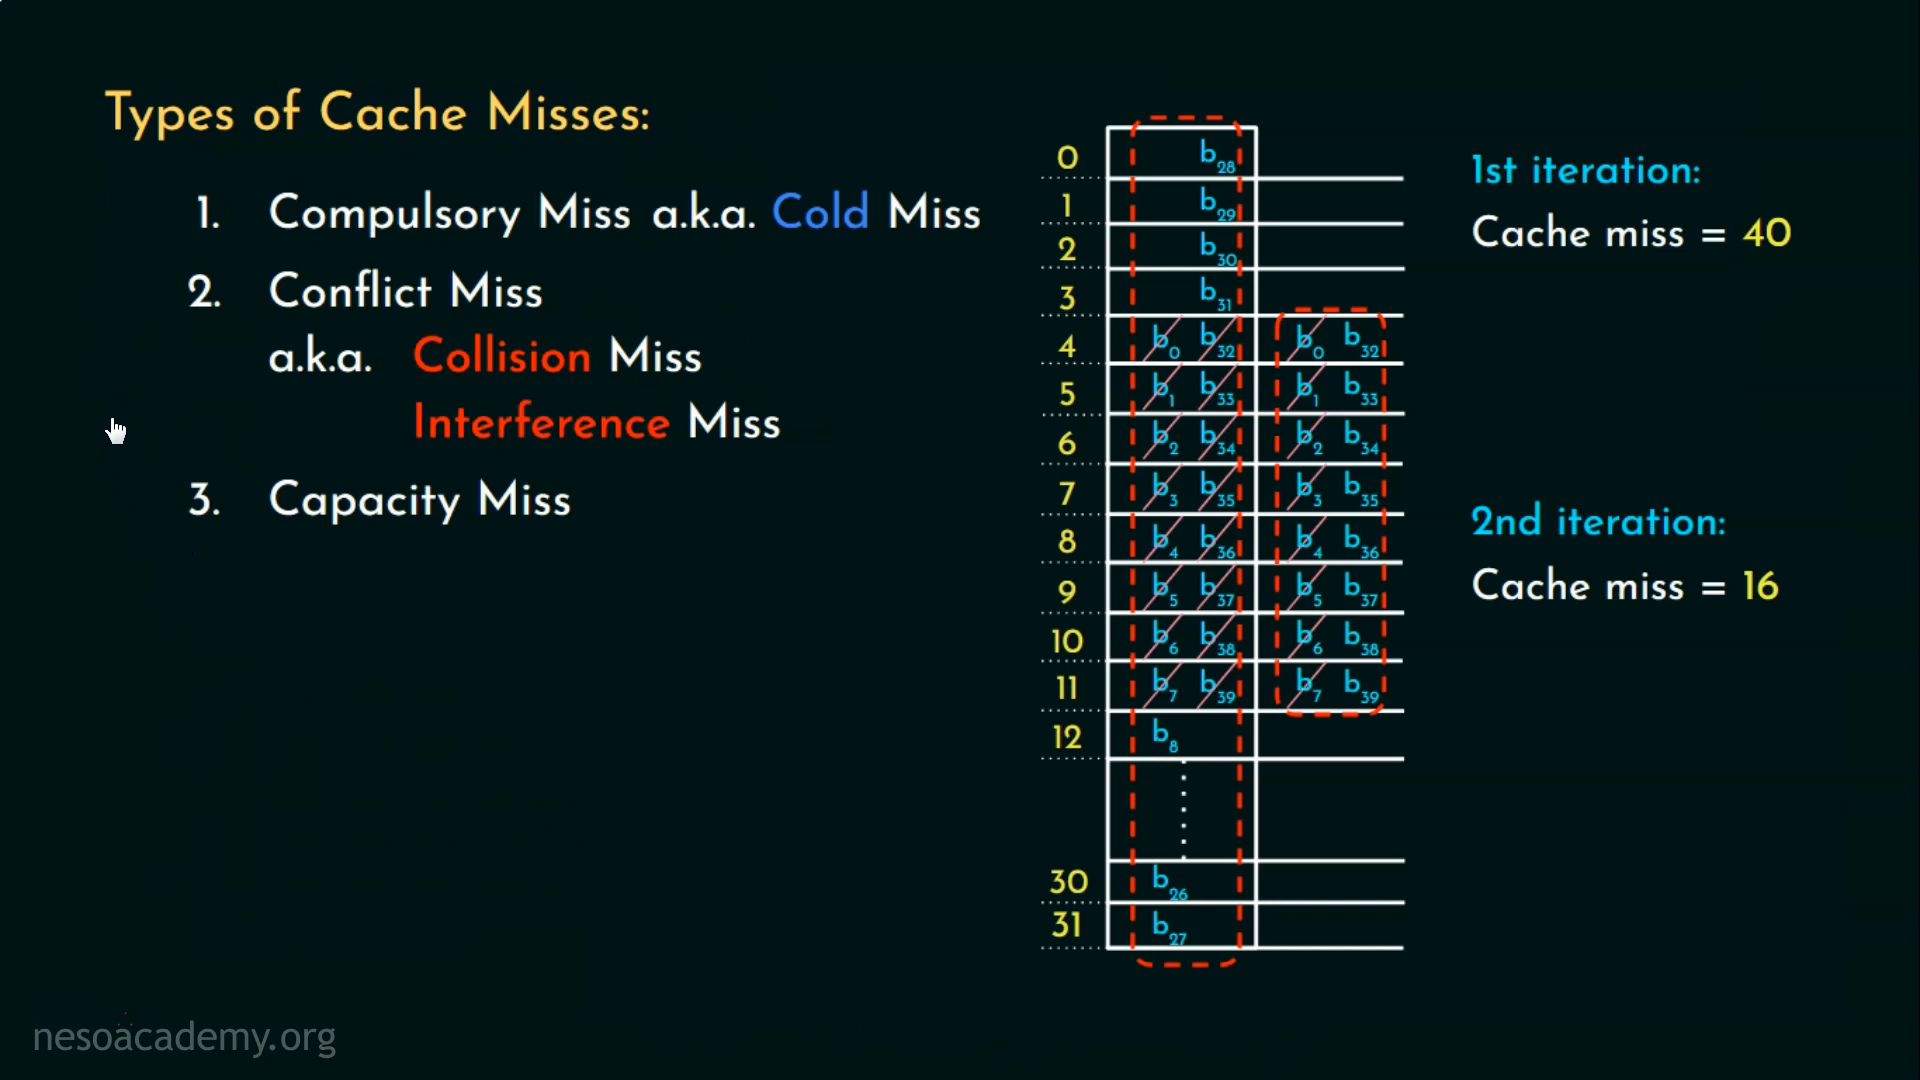 Types of Cache Misses:
1. Compulsory Miss a.k.a. Cold Miss
2. Conflict Miss
a.k.a. Collision Miss
Interference Miss
3. Capacity Miss
0 b28
1 b29
2 b30
3 b31
4 b0 b32 b0 b32
5 b1 b33 b1 b33
6 b2 b34 b2 b34
7 b3 b35 b3 b35
8 b4 b36 b4 b36
9 b5 b37 b5 b37
10 b6 b38 b6 b38
11 b7 b39 b7 b39
12 b8
30 b26
31 b27
1st iteration:
Cache miss = 40
2nd iteration:
Cache miss = 16
nesoacademy.org